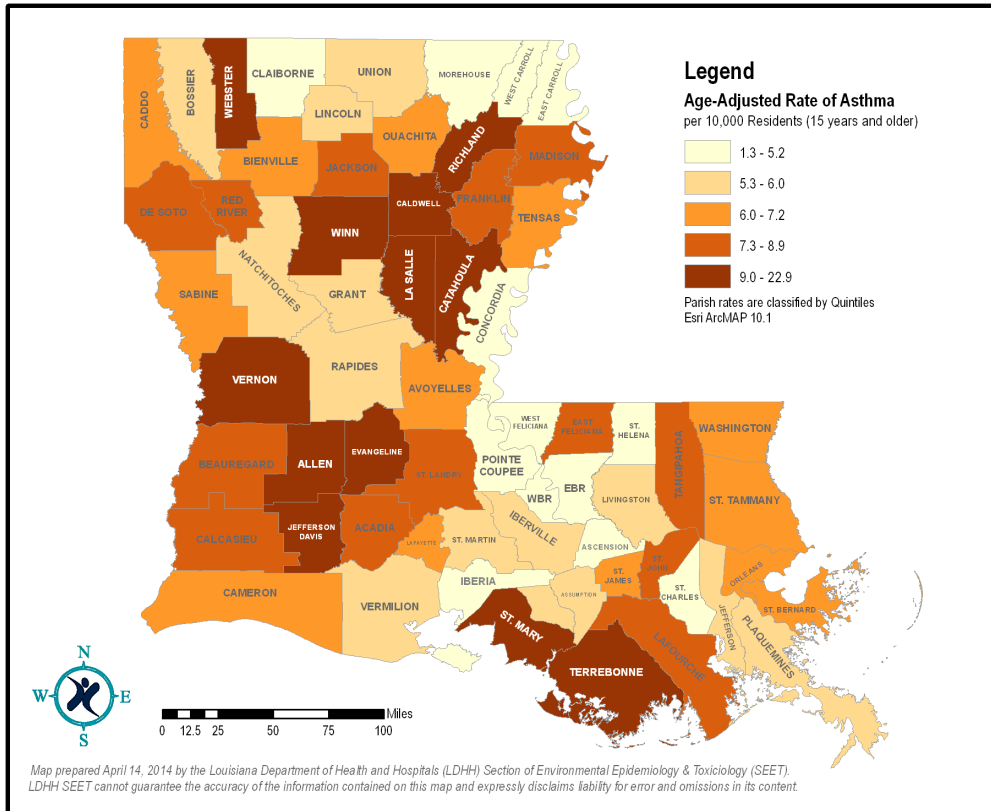 CADDO
BOSSIER
WEBSTER
CLAIBORNE
UNION
MOREHOUSE
WEST CARROLL
EAST CARROLL
LINCOLN
OUACHITA
RICHLAND
MADISON
BIENVILLE
JACKSON
DE SOTO
RED
RIVER
CALDWELL
FRANKLIN
TENSAS
WINN
NATCHITOCHES
LA SALLE
CATAHOULA
SABINE
GRANT
CONCORDIA
RAPIDES
VERNON
AVOYELLES
WEST
FELICIANA
EAST
FELICIANA
ST.
HELENA
TANGIPAHOA
WASHINGTON
BEAUREGARD
ALLEN
EVANGELINE
ST. LANDRY
POINTE
COUPEE
WBR
EBR
LIVINGSTON
ST. TAMMANY
CALCASIEU
JEFFERSON
DAVIS
ACADIA
LAFAYETTE
ST. MARTIN
IBERVILLE
ASCENSION
CAMERON
VERMILION
IBERIA
ASSUMPTION
ST.
JAMES
ST.
JOHN
ST.
CHARLES
ORLEANS
ST. BERNARD
JEFFERSON
PLAQUEMINES
ST. MARY
TERREBONNE
LAFOURCHE
Legend
Age-Adjusted Rate of Asthma
per 10,000 Residents (15 years and older)
1.3 - 5.2
5.3 - 6.0
6.0 - 7.2
7.3 - 8.9
9.0 - 22.9
Parish rates are classified by Quintiles
Esri ArcMAP 10.1
N
W E
S
Miles
0 12.5 25 50 75 100
Map prepared April 14, 2014 by the Louisiana Department of Health and Hospitals (LDHH) Section of Environmental Epidemiology & Toxiciology (SEET).
LDHH SEET cannot guarantee the accuracy of the information contained on this map and expressly disclaims liability for error and omissions in its content.